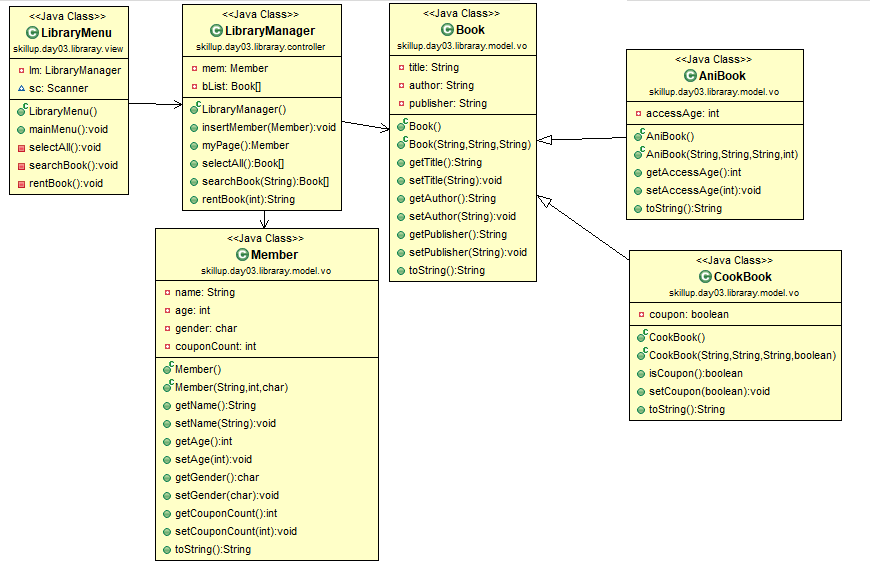 <<Java Class>>
LibraryMenu
skillup.day03.libraray.view
lm: LibraryManager
sc: Scanner
LibraryMenu()
mainMenu():void
selectAll():void
searchBook():void
rentBook():void
<<Java Class>>
LibraryManager
skillup.day03.libraray.controller
mem: Member
bList: Book[]
LibraryManager()
insertMember(Member):void
myPage():Member
selectAll():Book[]
searchBook(String):Book[]
rentBook(int):String
<<Java Class>>
Book
skillup.day03.libraray.model.vo
title: String
author: String
publisher: String
Book()
Book(String,String,String)
getTitle():String
setTitle(String):void
getAuthor():String
setAuthor(String):void
getPublisher():String
setPublisher(String):void
toString():String
<<Java Class>>
AniBook
skillup.day03.libraray.model.vo
accessAge: int
AniBook()
AniBook(String,String,String,int)
getAccessAge():int
setAccessAge(int):void
toString():String
<<Java Class>>
Member
skillup.day03.libraray.model.vo
name: String
age: int
gender: char
couponCount: int
Member()
Member(String,int,char)
getName():String
setName(String):void
getAge():int
setAge(int):void
getGender():char
setGender(char):void
getCouponCount():int
setCouponCount(int):void
toString():String
<<Java Class>>
CookBook
skillup.day03.libraray.model.vo
coupon: boolean
CookBook()
CookBook(String,String,String,boolean)
isCoupon():boolean
setCoupon(boolean):void
toString():String